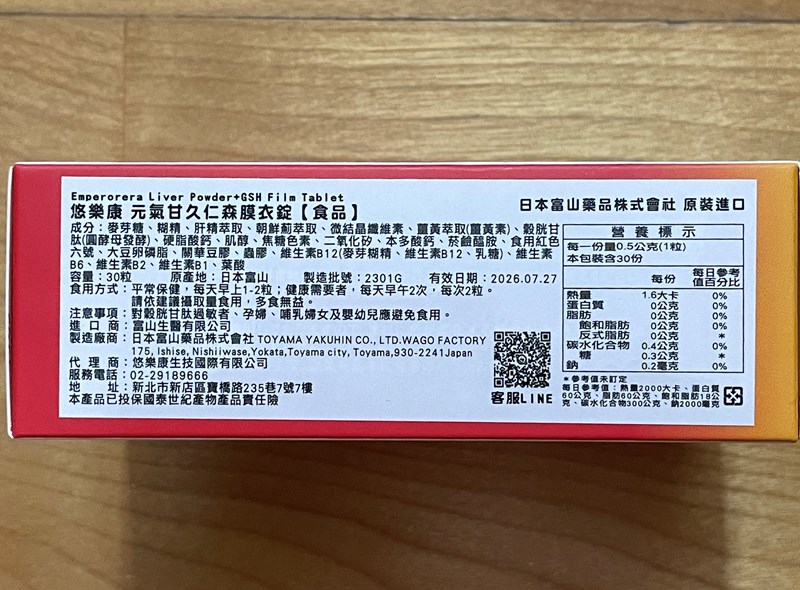 Emperorera Liver Powder+GSH Film Tablet
悠樂康 元氣甘久仁森膜衣錠【食品】
日本富山藥品株式會社 原裝進口
成分：麥芽糖、糊精、肝精萃取、朝鮮薊萃取、微結晶纖維素、薑黃萃取(薑黃素)、穀胱甘
肽(圓酵母發酵)、硬脂酸鈣、肌醇、焦糖色素、二氧化矽、本多酸鈣、菸鹼醯胺、食用紅色
六號、大豆卵磷脂、關華豆膠、蟲膠、維生素B12(麥芽糊精、維生素B12、乳糖)、維生素
B6、維生素B2、維生素B1、葉酸
容量：30粒 原產地：日本富山 製造批號：2301G 有效日期：2026.07.27
食用方式：平常保健，每天早上1-2粒；健康需要者，每天早午2次，每次2粒。
請依建議攝取量食用，多食無益。
注意事項：對穀胱甘肽過敏者、孕婦、哺乳婦女及嬰幼兒應避免食用。
進口商：富山生醫有限公司
製造廠商：日本富山藥品株式會社 TOYAMA YAKUHIN CO., LTD.WAGO FACTORY
175, Ishise, Nishiiwase,Yokata,Toyama city, Toyama,930-2241Japan
代理商：悠樂康生技國際有限公司
服務電話：02-29189666
地 址：新北市新店區寶橋路235巷7號7樓
本產品已投保國泰世紀產物產品責任險
客服LINE
營養標示
每一份量0.5公克(1粒)
本包裝含30份
每份 每日參考值百分比
熱量 1.6大卡 0%
蛋白質 0公克 0%
脂肪 0公克 0%
飽和脂肪 0公克 0%
反式脂肪 0公克 *
碳水化合物 0.4公克 0%
糖 0.3公克 *
鈉 0.2毫克 0%
*參考值未訂定
每日參考值：熱量2000大卡、蛋白質
60公克、脂肪60公克、飽和脂肪18公
克、碳水化合物300公克、鈉2000毫克